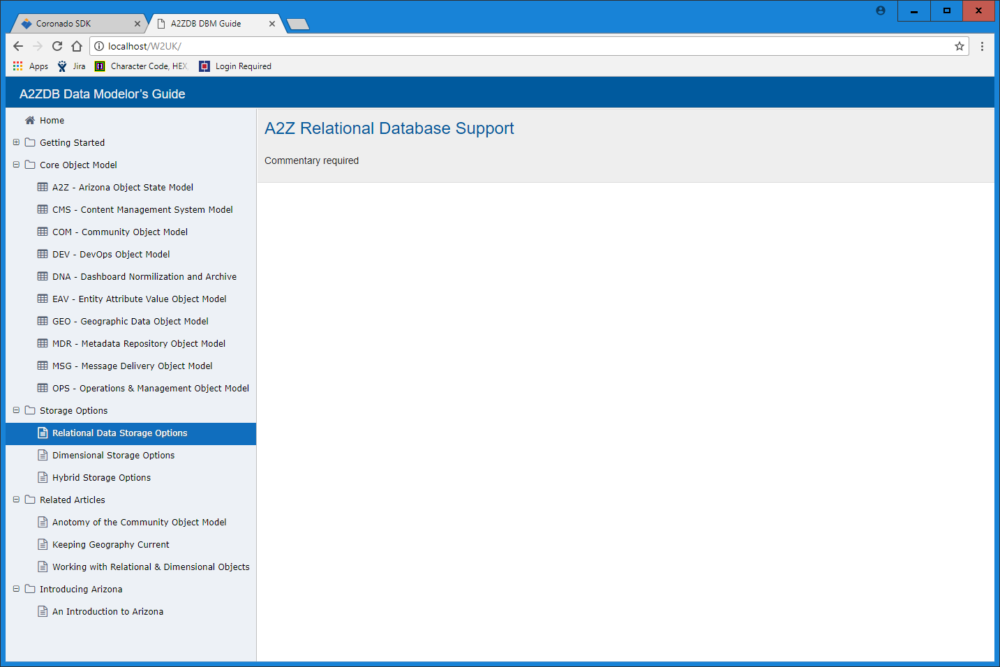 Coronado SDK
A2ZDB DBM Guide
localhost/W2UK/
Apps
Jira
Character Code, HEX,
Login Required
A2ZDB Data Modelor’s Guide
Home
Getting Started
Core Object Model
A2Z - Arizona Object State Model
CMS - Content Management System Model
COM - Community Object Model
DEV - DevOps Object Model
DNA - Dashboard Normilization and Archive
EAV - Entity Attribute Value Object Model
GEO - Geographic Data Object Model
MDR - Metadata Repository Object Model
MSG - Message Delivery Object Model
OPS - Operations & Management Object Model
Storage Options
Relational Data Storage Options
Dimensional Storage Options
Hybrid Storage Options
Related Articles
Anotomy of the Community Object Model
Keeping Geography Current
Working with Relational & Dimensional Objects
Introducing Arizona
An Introduction to Arizona
A2Z Relational Database Support
Commentary required